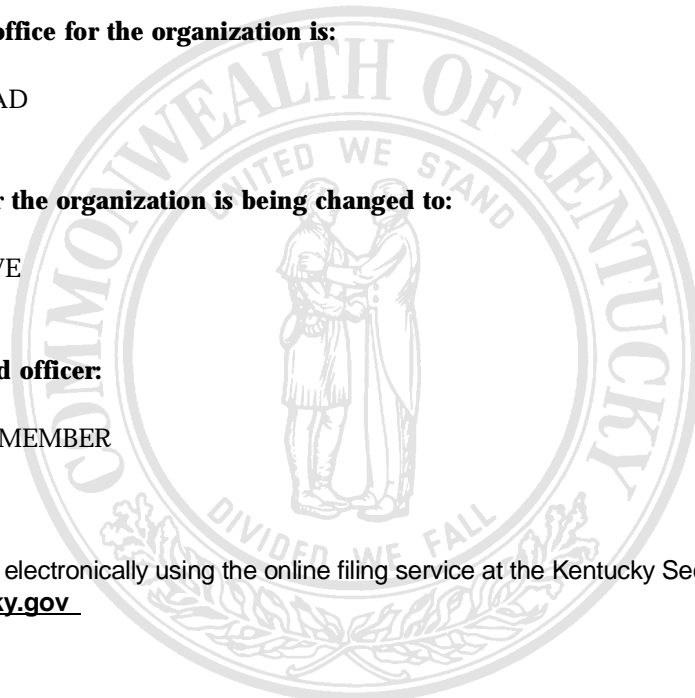 office for the organization is:
AD
r the organization is being changed to:
VE
d officer:
MEMBER
electronically using the online filing service at the Kentucky Sec
ky.gov
COMMONWEALTH OF KENTUCKY
UNITED WE STAND
DIVIDED WE FALL